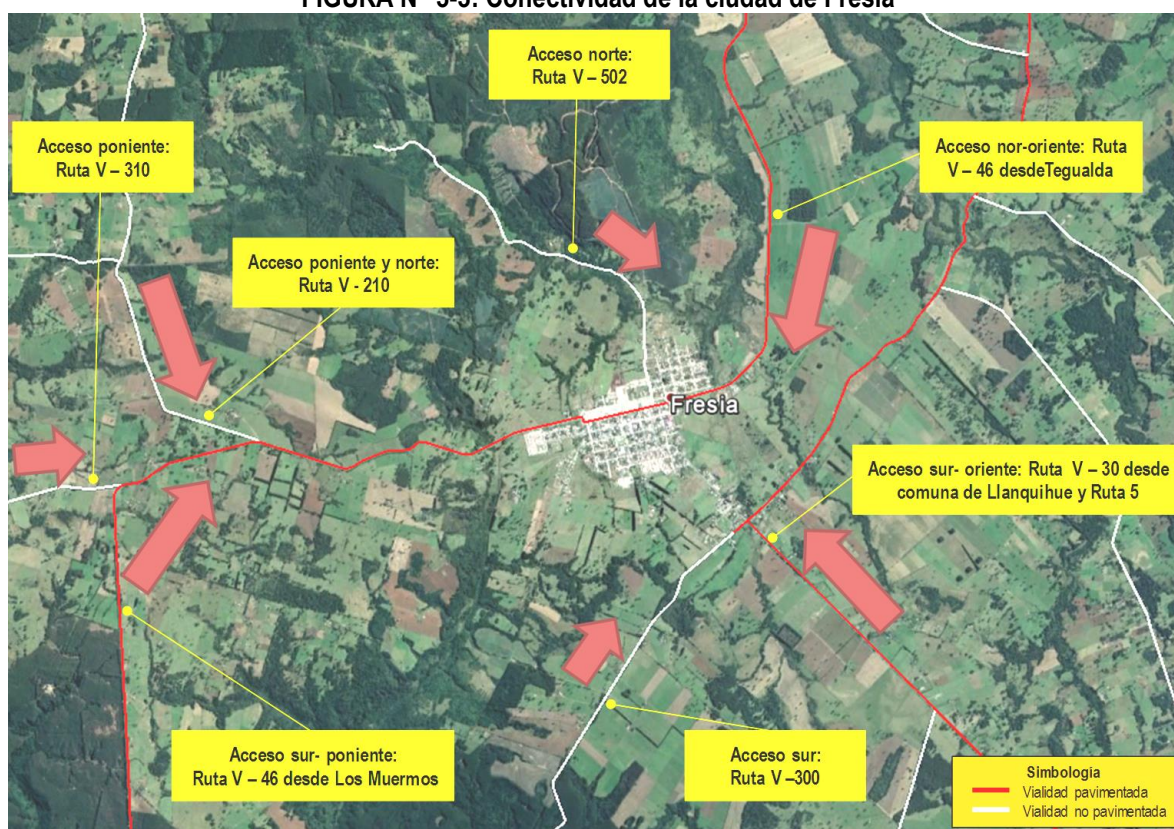 FIGURA N° 3-5: Conectividad de la ciudad de Fresia
Acceso norte:
Ruta V – 502
Acceso poniente:
Ruta V – 310
Acceso nor-oriente: Ruta
V – 46 desdeTegualda
Acceso poniente y norte:
Ruta V - 210
Fresia
Acceso sur- oriente: Ruta V – 30 desde
comuna de Llanquihue y Ruta 5
Acceso sur- poniente:
Ruta V – 46 desde Los Muermos
Acceso sur:
Ruta V –300
Simbología
Vialidad pavimentada
Vialidad no pavimentada